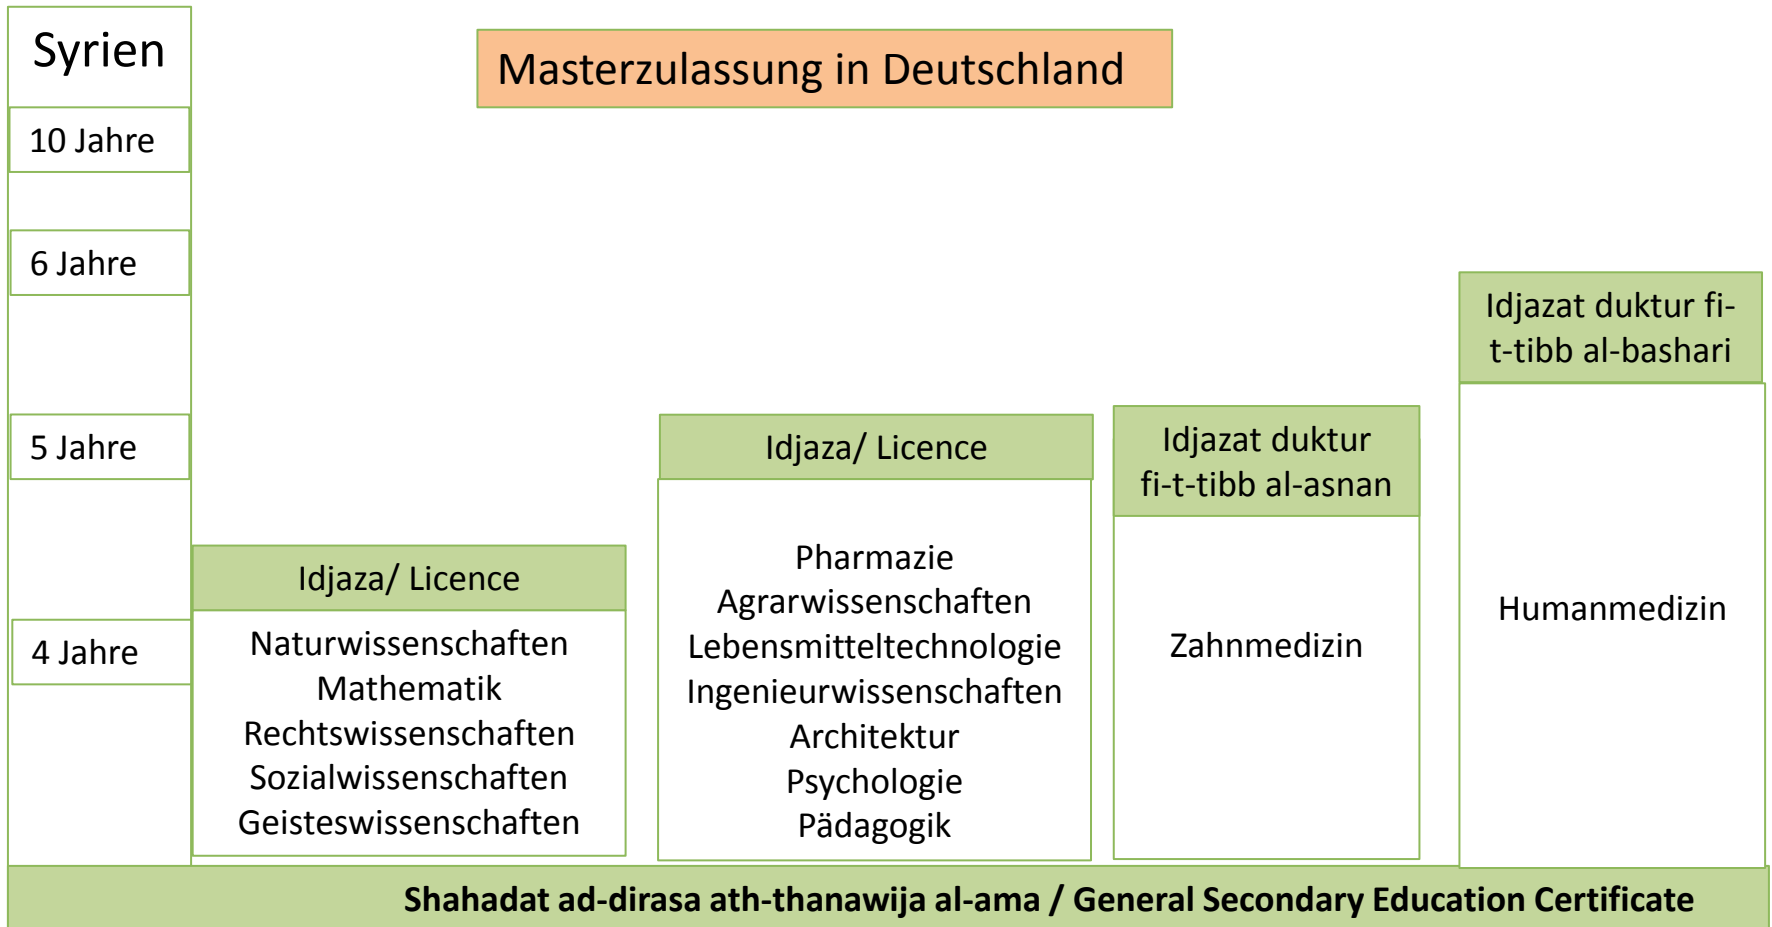 Syrien
Masterzulassung in Deutschland
10 Jahre
6 Jahre
5 Jahre
4 Jahre
Idjaza/ Licence
Naturwissenschaften
Mathematik
Rechtswissenschaften
Sozialwissenschaften
Geisteswissenschaften
Idjaza/ Licence
Pharmazie
Agrarwissenschaften
Lebensmitteltechnologie
Ingenieurwissenschaften
Architektur
Psychologie
Pädagogik
Idjazat duktur
fi-t-tibb al-asnan
Zahnmedizin
Idjazat duktur fi-
t-tibb al-bashari
Humanmedizin
Shahadat ad-dirasa ath-thanawija al-ama / General Secondary Education Certificate